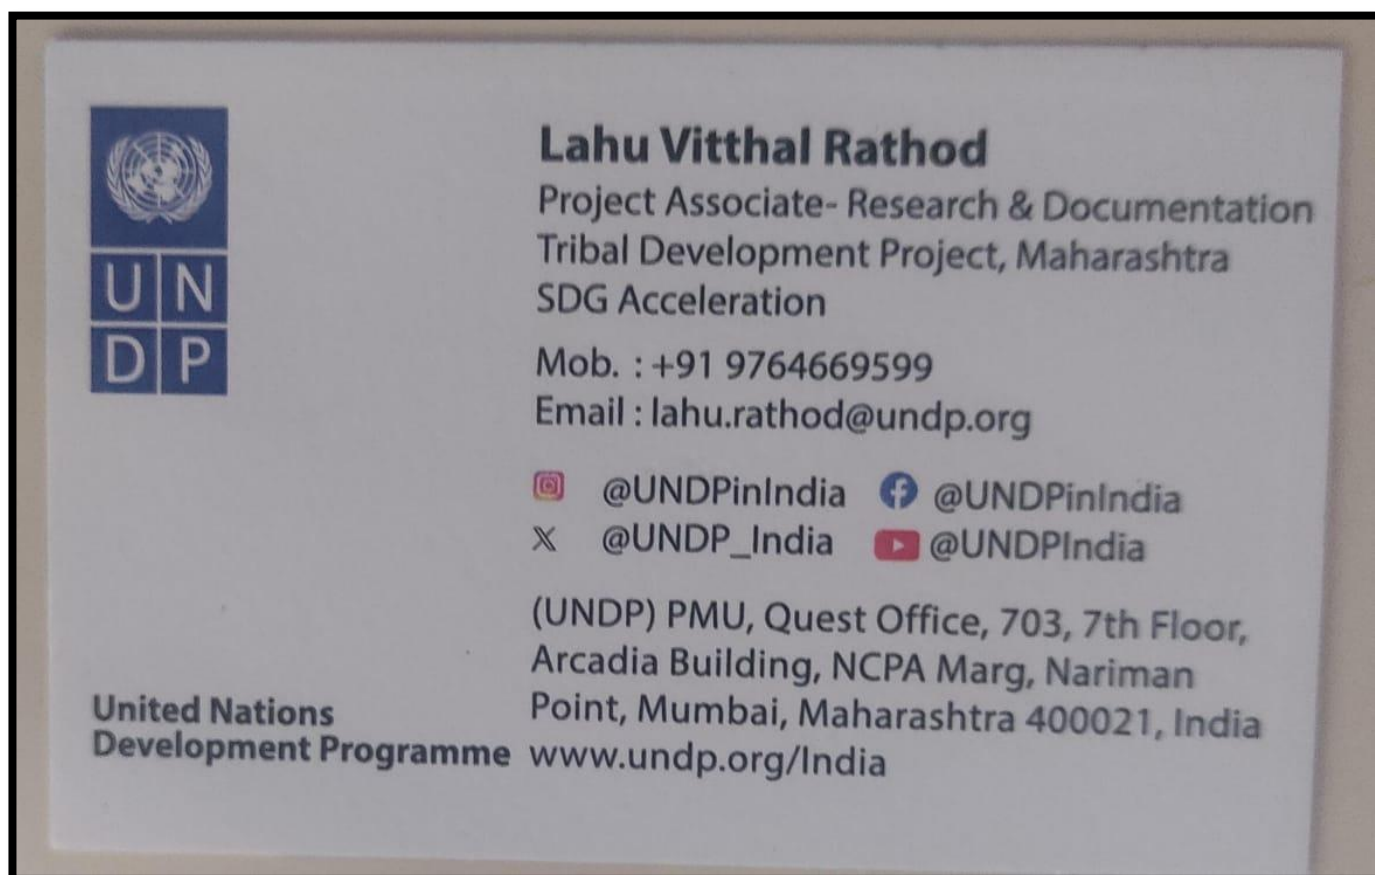 UN
DP
Lahu Vitthal Rathod
Project Associate- Research & Documentation
Tribal Development Project, Maharashtra
SDG Acceleration
Mob. : +91 9764669599
Email : lahu.rathod@undp.org
@UNDPinIndia @UNDPinIndia
@UNDP_India @UNDPIndia
(UNDP) PMU, Quest Office, 703, 7th Floor,
Arcadia Building, NCPA Marg, Nariman
Point, Mumbai, Maharashtra 400021, India
www.undp.org/India
United Nations
Development Programme